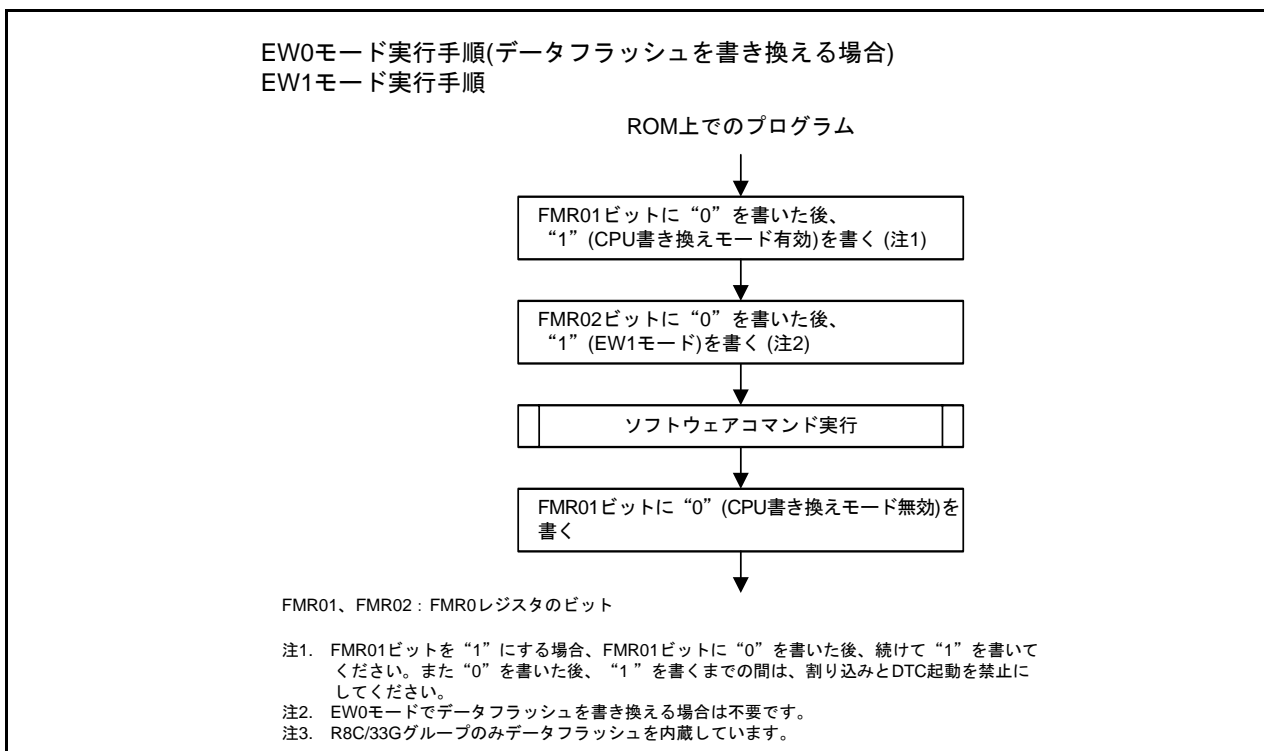 EW0モード実行手順(データフラッシュを書き換える場合)
EW1モード実行手順
ROM上でのプログラム
FMR01ビットに“0”を書いた後、
“1”(CPU書き換えモード有効)を書く (注1)
FMR02ビットに“0”を書いた後、
“1”(EW1モード)を書く (注2)
ソフトウェアコマンド実行
FMR01ビットに“0”(CPU書き換えモード無効)を
書く
FMR01、FMR02 : FMR0レジスタのビット
注1. FMR01ビットを“1”にする場合、FMR01ビットに“0”を書いた後、続けて“1”を書いて
ください。また“0”を書いた後、“1 ”を書くまでの間は、割り込みとDTC起動を禁止に
してください。
注2. EW0モードでデータフラッシュを書き換える場合は不要です。
注3. R8C/33Gグループのみデータフラッシュを内蔵しています。